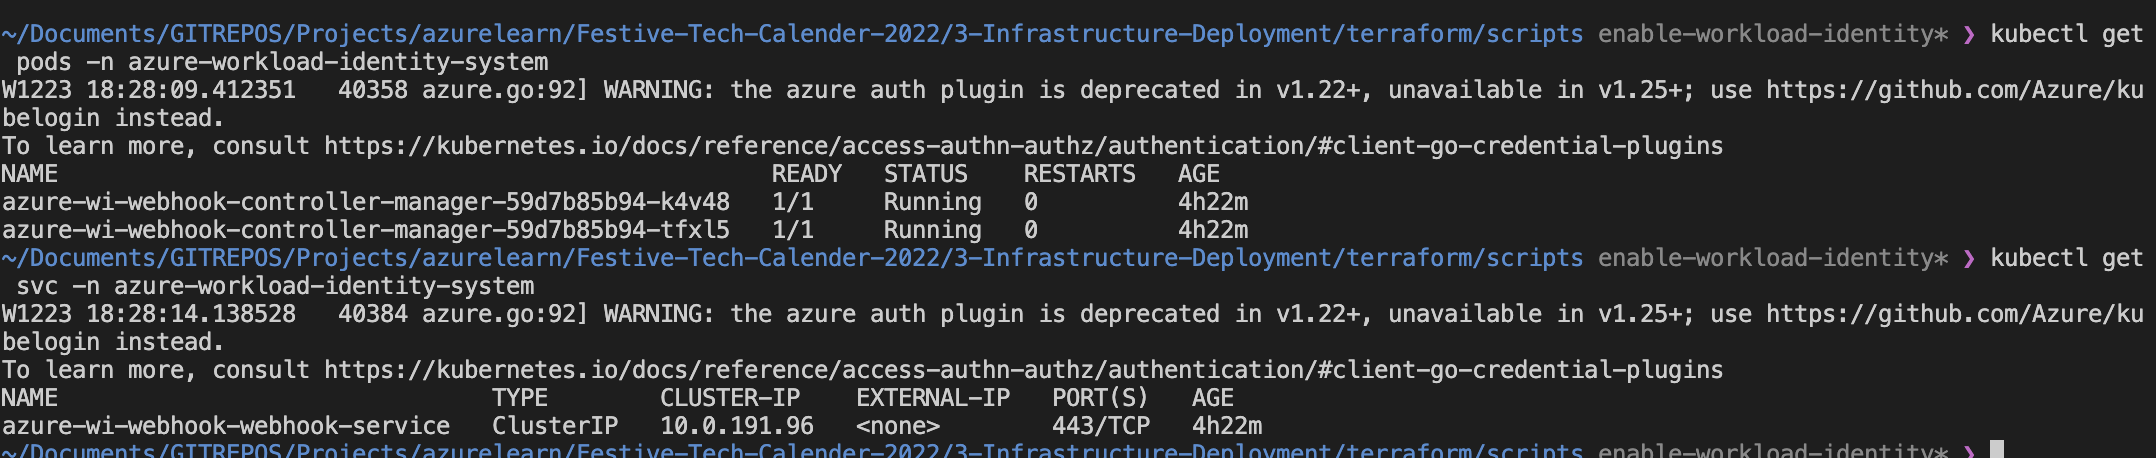 ~/Documents/GITREPOS/Projects/azurelearn/Festive-Tech-Calender-2022/3-Infrastructure-Deployment/terraform/scripts enable-workload-identity* ❯ kubectl get
 pods -n azure-workload-identity-system
W1223 18:28:09.412351   40358 azure.go:92] WARNING: the azure auth plugin is deprecated in v1.22+, unavailable in v1.25+; use https://github.com/Azure/ku
belogin instead.
To learn more, consult https://kubernetes.io/docs/reference/access-authn-authz/authentication/#client-go-credential-plugins
NAME                                                   READY   STATUS    RESTARTS   AGE
azure-wi-webhook-controller-manager-59d7b85b94-k4v48   1/1     Running   0          4h22m
azure-wi-webhook-controller-manager-59d7b85b94-tfxl5   1/1     Running   0          4h22m
~/Documents/GITREPOS/Projects/azurelearn/Festive-Tech-Calender-2022/3-Infrastructure-Deployment/terraform/scripts enable-workload-identity* ❯ kubectl get
 svc -n azure-workload-identity-system
W1223 18:28:14.138528   40384 azure.go:92] WARNING: the azure auth plugin is deprecated in v1.22+, unavailable in v1.25+; use https://github.com/Azure/ku
belogin instead.
To learn more, consult https://kubernetes.io/docs/reference/access-authn-authz/authentication/#client-go-credential-plugins
NAME                               TYPE        CLUSTER-IP    EXTERNAL-IP   PORT(S)   AGE
azure-wi-webhook-webhook-service   ClusterIP   10.0.191.96   <none>        443/TCP   4h22m
~/Documents/GITREPOS/Projects/azurelearn/Festive-Tech-Calender-2022/3-Infrastructure-Deployment/terraform/scripts enable-workload-identity* ❯